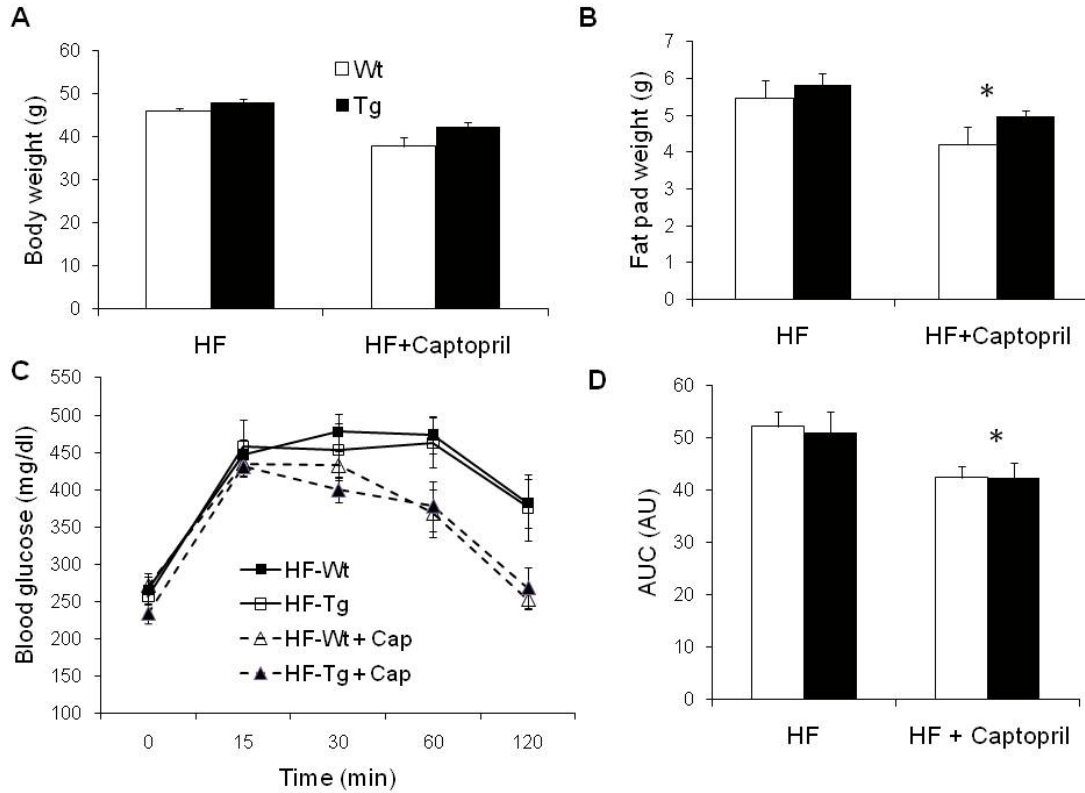 A
Body weight (g)
60
50
40
30
20
10
0
Wt
Tg
HF
HF+Captopril
B
Fat pad weight (g)
7
6
5
4
3
2
1
0
*
HF
HF+Captopril
C
Blood glucose (mg/dl)
550
500
450
400
350
300
250
200
150
100
HF-Wt
HF-Tg
HF-Wt + Cap
HF-Tg + Cap
0 15 30 60 120
Time (min)
D
AUC (AU)
60
50
40
30
20
10
0
*
HF
HF + Captopril